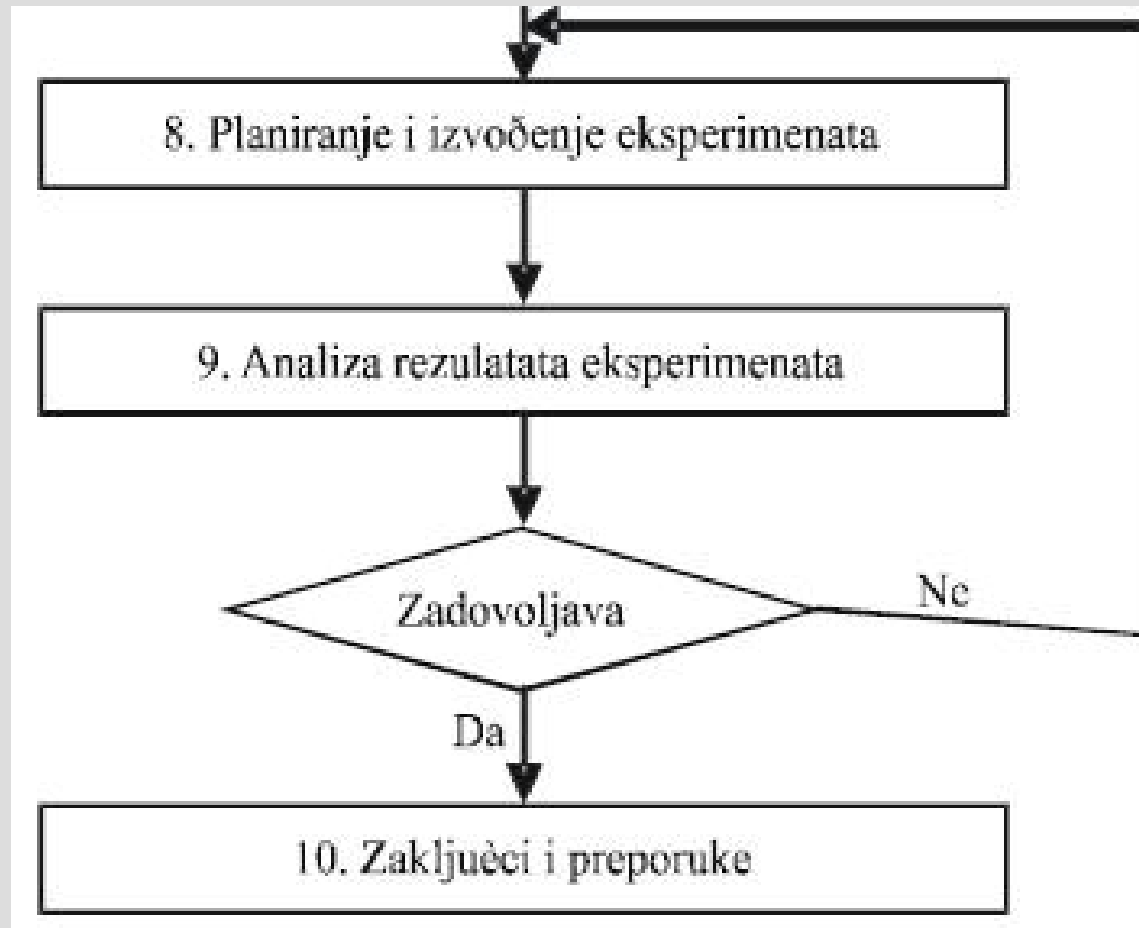 8. Planiranje i izvoðenje eksperimenata
9. Analiza rezulatata eksperimenata
Zadovoljava
Ne
Da
10. Zakljuèci i preporuke